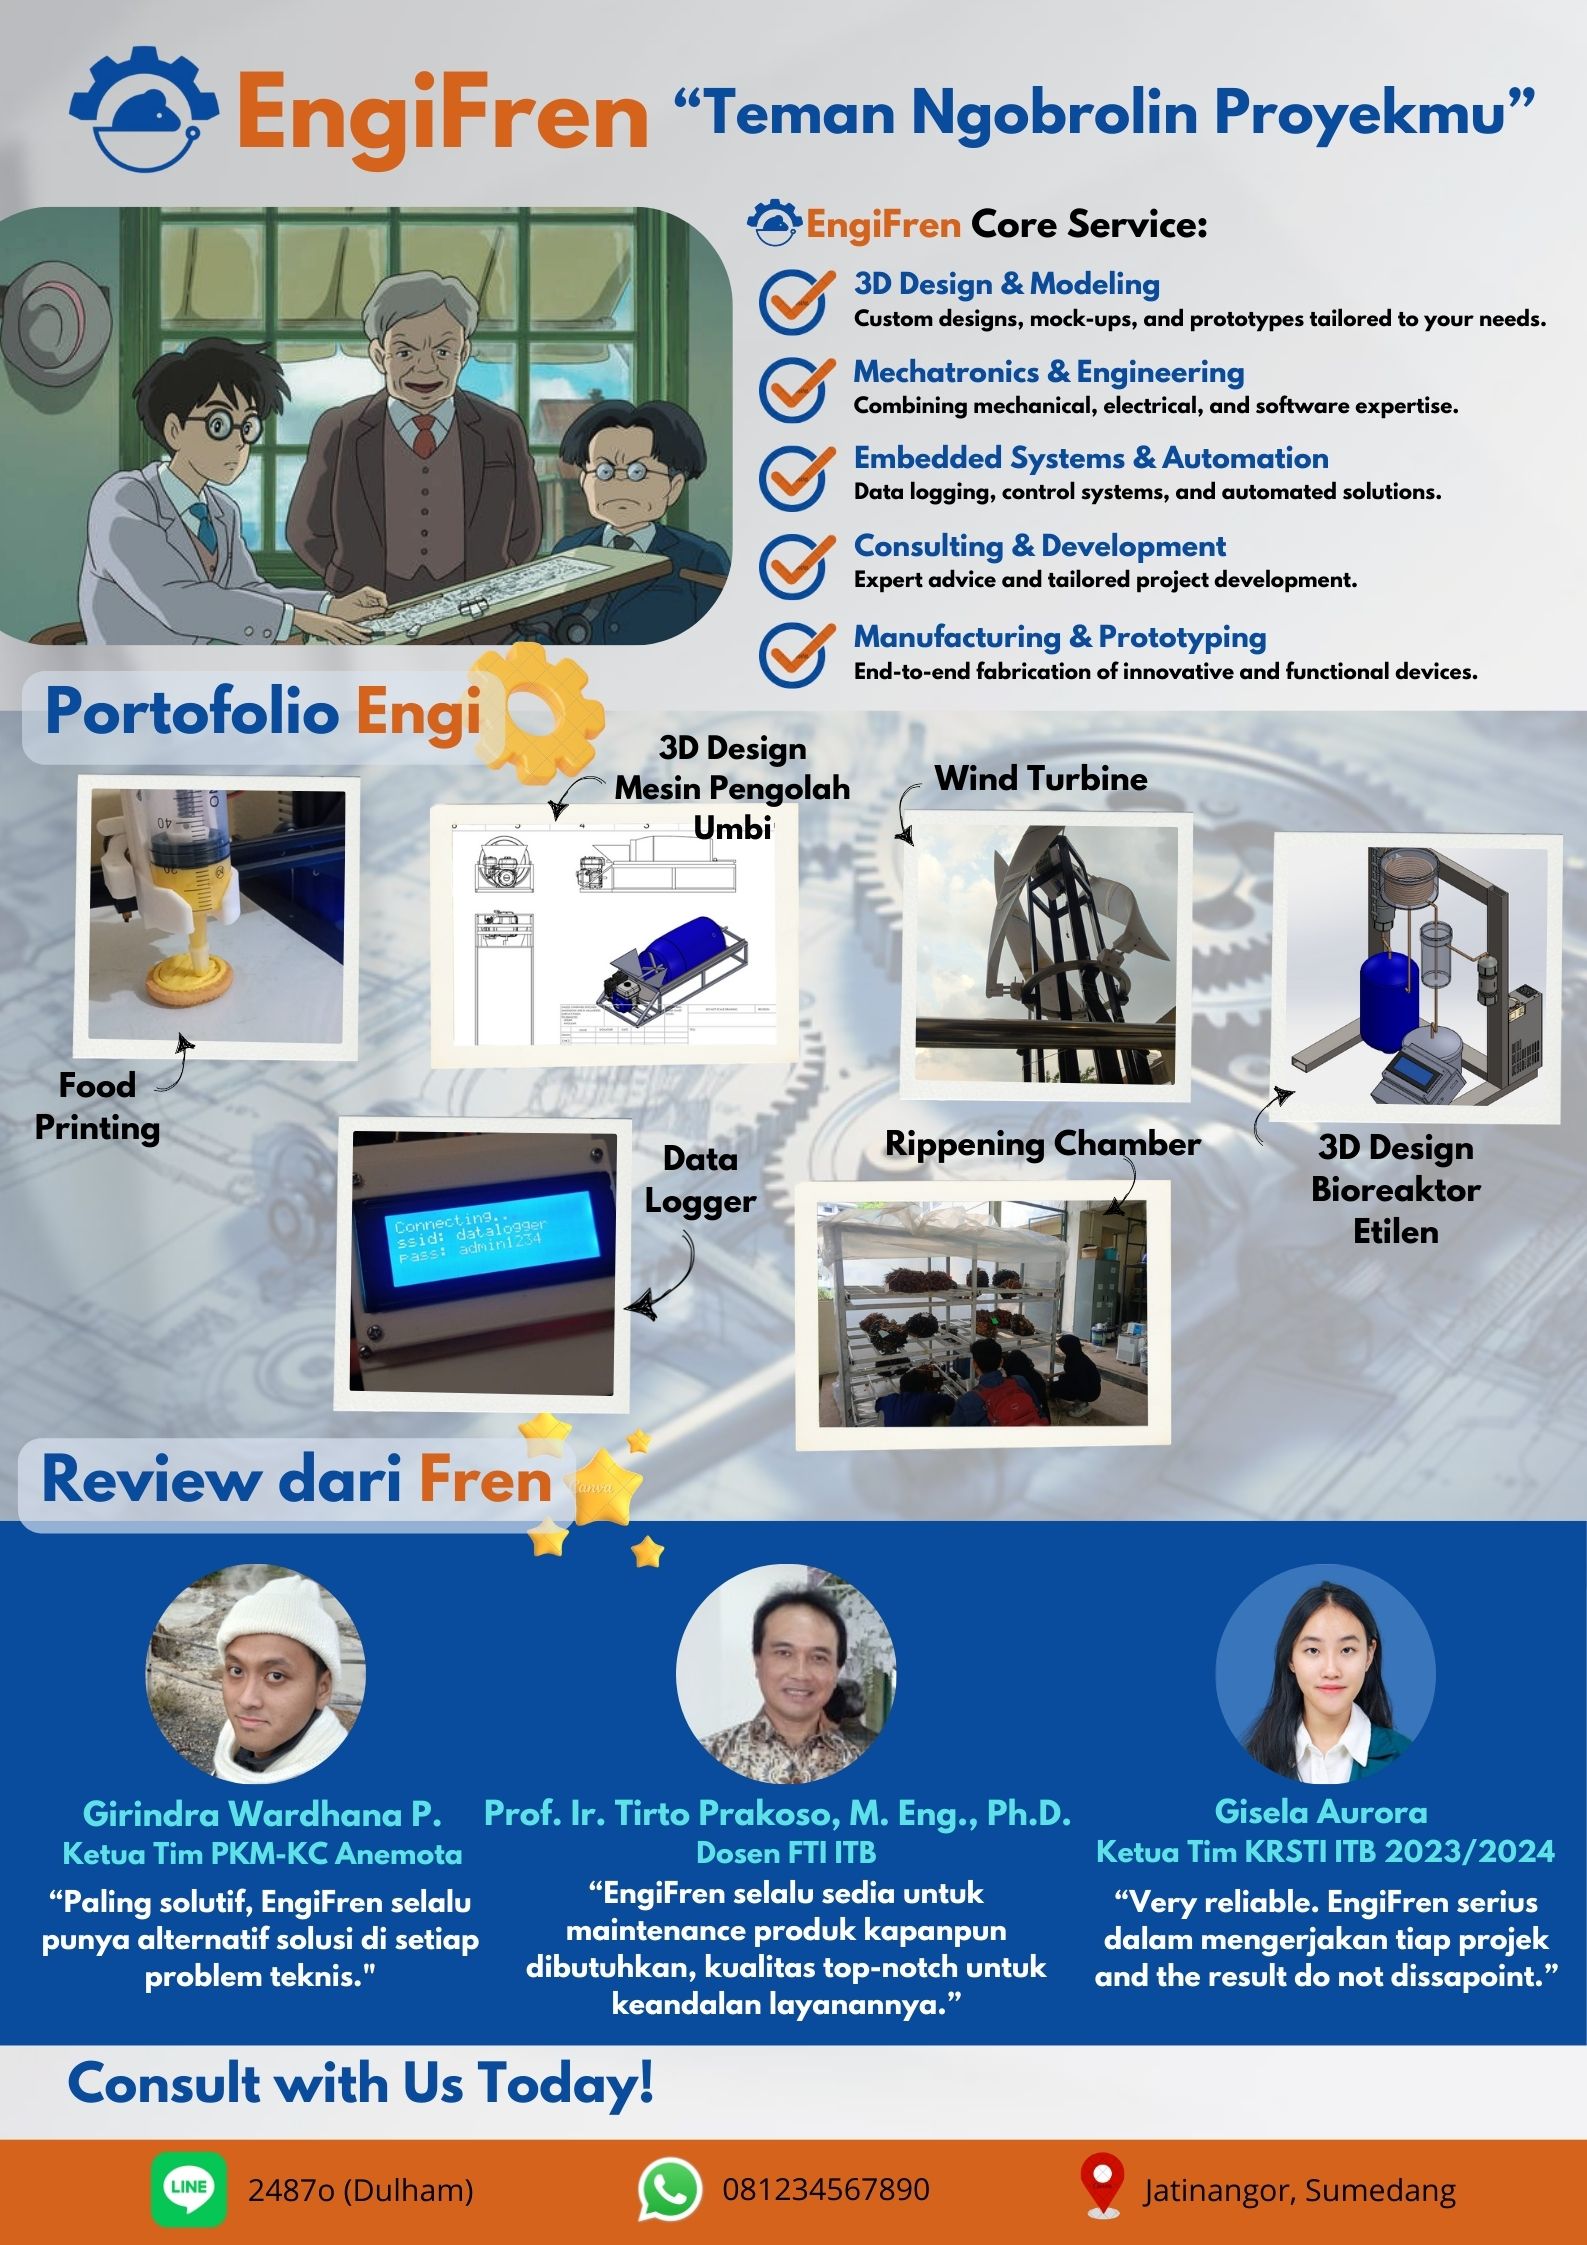 EngiFren “Teman Ngobrolin Proyekmu”
EngiFren Core Service:
3D Design & Modeling
Custom designs, mock-ups, and prototypes tailored to your needs.
Mechatronics & Engineering
Combining mechanical, electrical, and software expertise.
Embedded Systems & Automation
Data logging, control systems, and automated solutions.
Consulting & Development
Expert advice and tailored project development.
Manufacturing & Prototyping
End-to-end fabrication of innovative and functional devices.
Portofolio Engi
3D Design
Mesin Pengolah
Umbi
Wind Turbine
Food
Printing
Data
Logger
Connecting..
ssid: datalogger
pass: admin1234
Rippening Chamber
3D Design
Bioreaktor
Etilen
Review dari Fren
Canva
Girindra Wardhana P.
Ketua Tim PKM-KC Anemota
“Paling solutif, EngiFren selalu
punya alternatif solusi di setiap
problem teknis."
Prof. Ir. Tirto Prakoso, M. Eng., Ph.D.
Dosen FTI ITB
“EngiFren selalu sedia untuk
maintenance produk kapanpun
dibutuhkan, kualitas top-notch untuk
keandalan layanannya.”
Gisela Aurora
Ketua Tim KRSTI ITB 2023/2024
“Very reliable. EngiFren serius
dalam mengerjakan tiap projek
and the result do not dissapoint.”
Consult with Us Today!
LINE 2487o (Dulham)
081234567890
Jatinangor, Sumedang